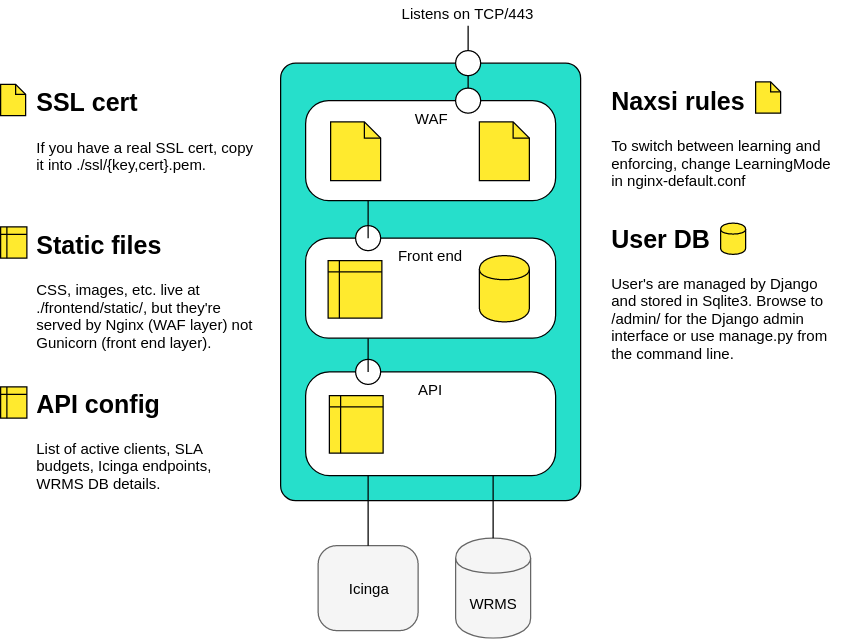 Listens on TCP/443
SSL cert
If you have a real SSL cert, copy
it into ./ssl/{key,cert}.pem.
Static files
CSS, images, etc. live at
./frontend/static/, but they're
served by Nginx (WAF layer) not
Gunicorn (front end layer).
API config
List of active clients, SLA
budgets, Icinga endpoints,
WRMS DB details.
WAF
Front end
API
Icinga
WRMS
Naxsi rules
To switch between learning and
enforcing, change LearningMode
in nginx-default.conf
User DB
User's are managed by Django
and stored in Sqlite3. Browse to
/admin/ for the Django admin
interface or use manage.py from
the command line.